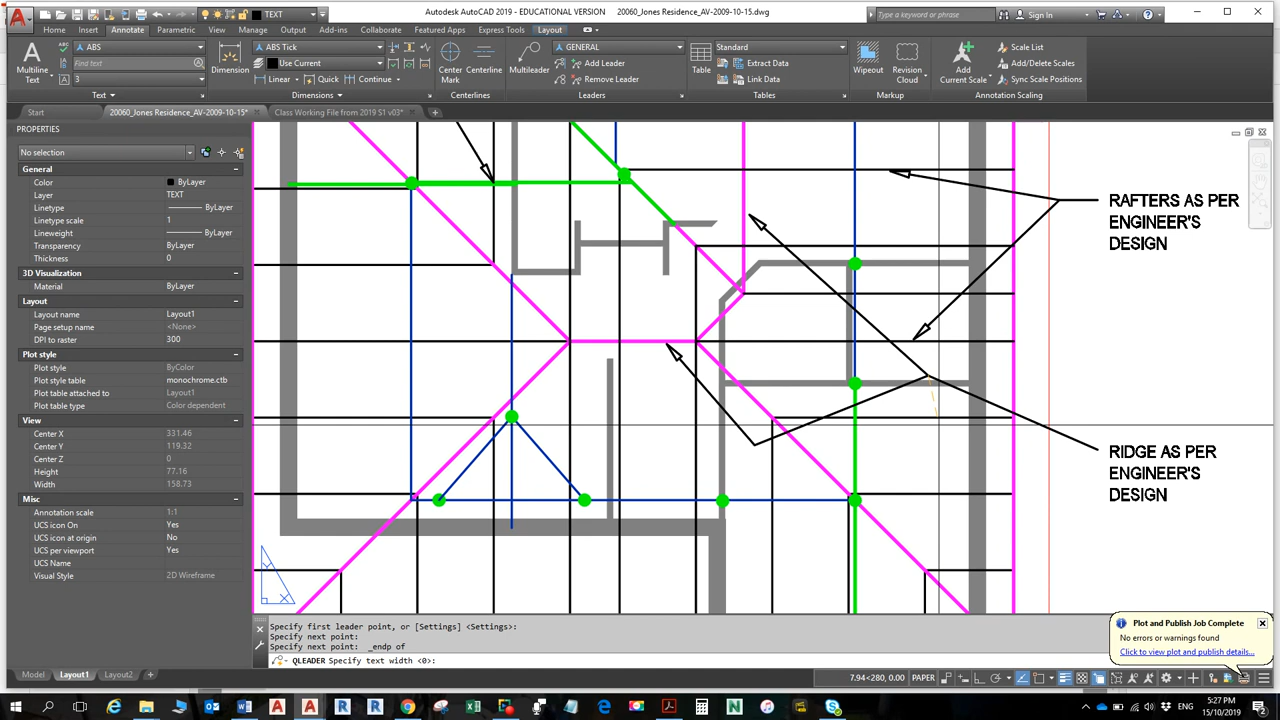 TEXT
Autodesk AutoCAD 2019 - EDUCATIONAL VERSION 20060_Jones Residence_AV-2009-10-15.dwg
Type a keyword or phrase
Sign In
Home Insert Annotate Parametric View Manage Output Add-ins Collaborate Featured Apps Express Tools Layout
ABS
Find text
3
Multiline
Text
Dimension
ABS Tick
Use Current
Linear Quick Continue
Center
Mark
Centerline
Multileader
GENERAL
Add Leader
Remove Leader
Table
Standard
Extract Data
Link Data
Wipeout
Revision
Cloud
Add
Current Scale
Scale List
Add/Delete Scales
Sync Scale Positions
Text Dimensions Centerlines Leaders Tables Markup Annotation Scaling
Start 20060_Jones Residence_AV-2009-10-15* Class Working File from 2019 S1 v03*
PROPERTIES
No selection
General
Color ByLayer
Layer TEXT
Linetype ByLayer
Linetype scale 1
Lineweight ByLayer
Transparency ByLayer
Thickness 0
3D Visualization
Material ByLayer
Layout
Layout name Layout1
Page setup name <None>
DPI to raster 300
Plot style
Plot style ByColor
Plot style table monochrome.ctb
Plot table attached to Layout1
Plot table type Color dependent
View
Center X 331.46
Center Y 119.32
Center Z 0
Height 77.16
Width 158.73
Misc
Annotation scale 1:1
UCS icon On Yes
UCS icon at origin No
UCS per viewport Yes
UCS Name
Visual Style 2D Wireframe
RAFTERS AS PER
ENGINEER'S
DESIGN
RIDGE AS PER
ENGINEER'S
DESIGN
Specify first leader point, or [Settings] <Settings>:
Specify next point:
Specify next point: _endp of
QLEADER Specify text width <0>:
Plot and Publish Job Complete
No errors or warnings found
Click to view plot and publish details...
Model Layout1 Layout2
7.94<280, 0.00 PAPER
ENG
5:27 PM
15/10/2019